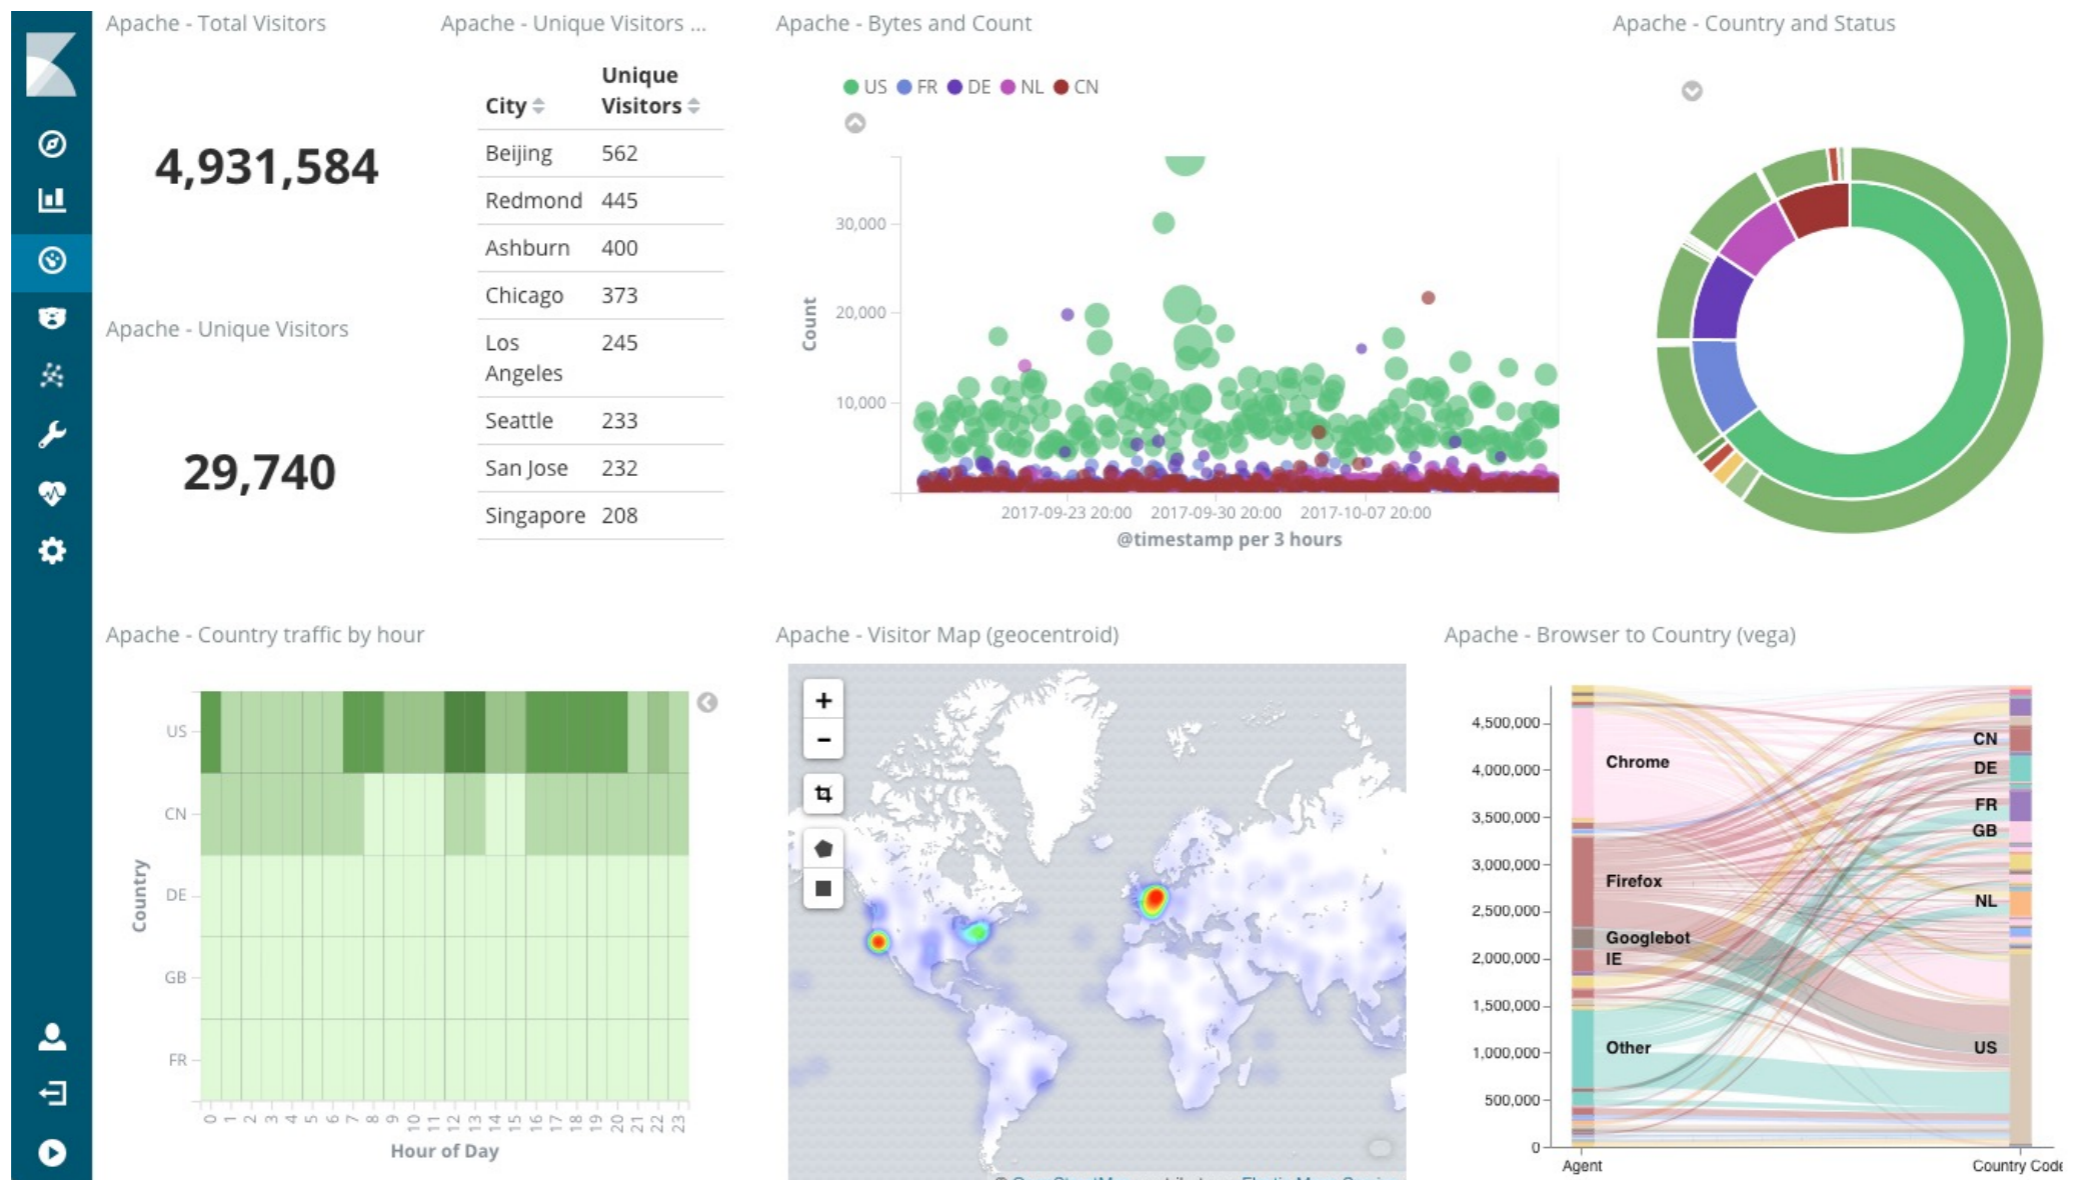 Apache - Total Visitors
4,931,584
Apache - Unique Visitors
29,740
Apache - Unique Visitors ...
City
Unique
Visitors
Beijing 562
Redmond 445
Ashburn 400
Chicago 373
Los
Angeles
245
Seattle 233
San Jose 232
Singapore 208
Apache - Bytes and Count
US FR DE NL CN
30,000
20,000
10,000
Count
2017-09-23 20:00 2017-09-30 20:00 2017-10-07 20:00
@timestamp per 3 hours
Apache - Country and Status
Apache - Country traffic by hour
US
CN
DE
GB
FR
Country
0 1 2 3 4 5 6 7 8 9 10 11 12 13 14 15 16 17 18 19 20 21 22 23
Hour of Day
Apache - Visitor Map (geocentroid)
+
−
Apache - Browser to Country (vega)
4,500,000
4,000,000
3,500,000
3,000,000
2,500,000
2,000,000
1,500,000
1,000,000
500,000
0
Chrome
Firefox
Googlebot
IE
Other
CN
DE
FR
GB
NL
US
Agent
Country Code